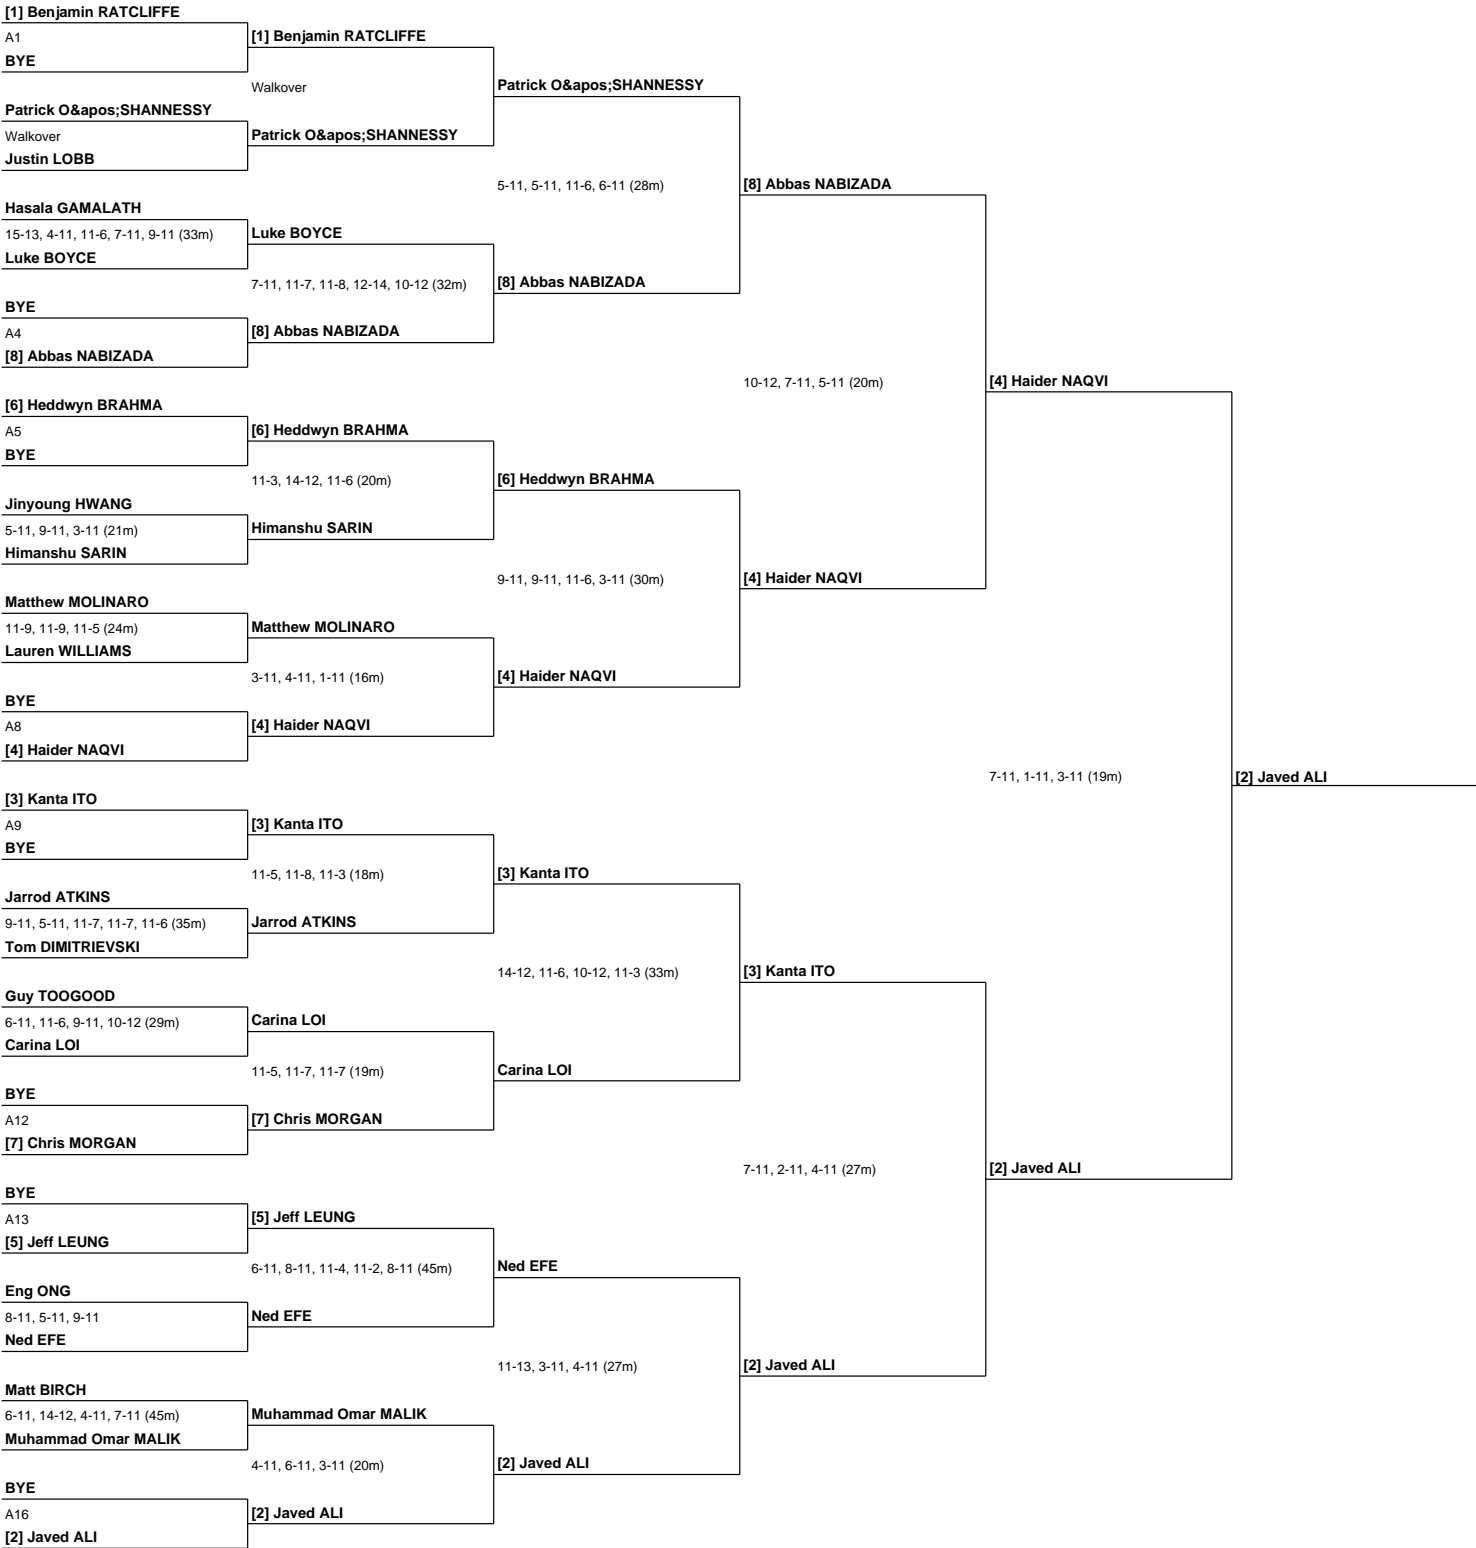 [1] Benjamin RATCLIFFE
A1
BYE
Patrick O&apos;SHANNESSY
Walkover
Justin LOBB
Hasala GAMALATH
15-13, 4-11, 11-6, 7-11, 9-11 (33m)
Luke BOYCE
BYE
A4
[8] Abbas NABIZADA
[6] Heddwyn BRAHMA
A5
BYE
Jinyoung HWANG
5-11, 9-11, 3-11 (21m)
Himanshu SARIN
Matthew MOLINARO
11-9, 11-9, 11-5 (24m)
Lauren WILLIAMS
BYE
A8
[4] Haider NAQVI
[3] Kanta ITO
A9
BYE
Jarrod ATKINS
9-11, 5-11, 11-7, 11-7, 11-6 (35m)
Tom DIMITRIEVSKI
Guy TOOGOOD
6-11, 11-6, 9-11, 10-12 (29m)
Carina LOI
BYE
A12
[7] Chris MORGAN
BYE
A13
[5] Jeff LEUNG
Eng ONG
8-11, 5-11, 9-11
Ned EFE
Matt BIRCH
6-11, 14-12, 4-11, 7-11 (45m)
Muhammad Omar MALIK
BYE
A16
[2] Javed ALI
[1] Benjamin RATCLIFFE
Walkover
Patrick O&apos;SHANNESSY
Luke BOYCE
7-11, 11-7, 11-8, 12-14, 10-12 (32m)
[8] Abbas NABIZADA
[6] Heddwyn BRAHMA
11-3, 14-12, 11-6 (20m)
Himanshu SARIN
Matthew MOLINARO
3-11, 4-11, 1-11 (16m)
[4] Haider NAQVI
[3] Kanta ITO
11-5, 11-8, 11-3 (18m)
Jarrod ATKINS
Carina LOI
11-5, 11-7, 11-7 (19m)
[7] Chris MORGAN
[5] Jeff LEUNG
6-11, 8-11, 11-4, 11-2, 8-11 (45m)
Ned EFE
Muhammad Omar MALIK
4-11, 6-11, 3-11 (20m)
[2] Javed ALI
Patrick O&apos;SHANNESSY
5-11, 5-11, 11-6, 6-11 (28m)
[8] Abbas NABIZADA
[6] Heddwyn BRAHMA
9-11, 9-11, 11-6, 3-11 (30m)
[4] Haider NAQVI
[3] Kanta ITO
14-12, 11-6, 10-12, 11-3 (33m)
Carina LOI
Ned EFE
11-13, 3-11, 4-11 (27m)
[2] Javed ALI
[8] Abbas NABIZADA
10-12, 7-11, 5-11 (20m)
[4] Haider NAQVI
[3] Kanta ITO
7-11, 2-11, 4-11 (27m)
[2] Javed ALI
[4] Haider NAQVI
7-11, 1-11, 3-11 (19m)
[2] Javed ALI
[2] Javed ALI